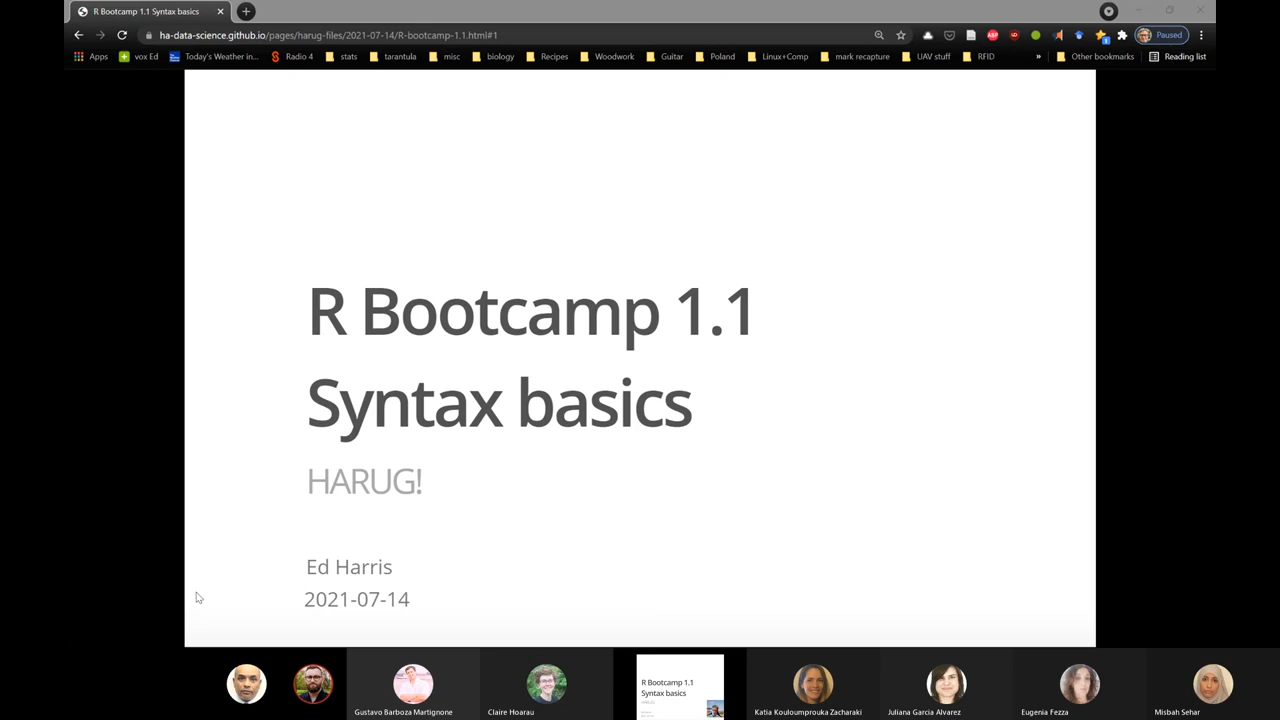 R Bootcamp 1.1 Syntax basics
ha-data-science.github.io/pages/harug-files/2021-07-14/R-bootcamp-1.1.html#1
Paused
Apps
vox Ed
Today's Weather in...
Radio 4
stats
tarantula
misc
biology
Recipes
Woodwork
Guitar
Poland
Linux+Comp
mark recapture
UAV stuff
RFID
»
Other bookmarks
Reading list
R Bootcamp 1.1
Syntax basics
HARUG!
Ed Harris
2021-07-14
R Bootcamp 1.1
Syntax basics
Gustavo Barboza Martignone
Claire Hoarau
Katia Kouloumprouka Zacharaki
Juliana Garcia Alvarez
Eugenia Fezza
Misbah Sehar